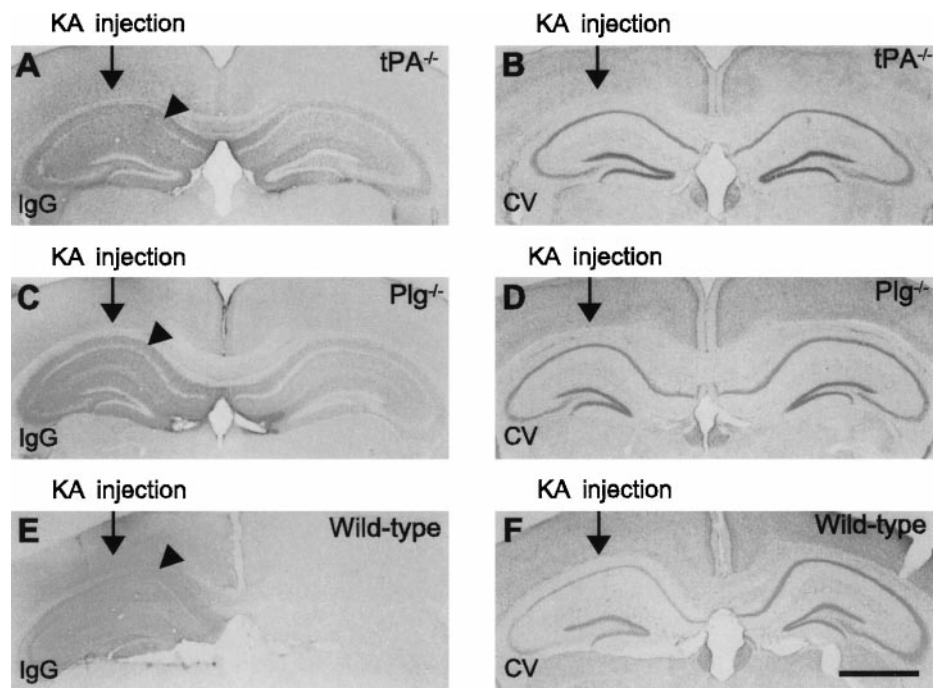 KA injection
KA injection
A
tPA-/-
B
tPA-/-
IgG
CV
KA injection
KA injection
C
Plg-/-
D
Plg-/-
IgG
CV
KA injection
KA injection
E
Wild-type
F
Wild-type
IgG
CV